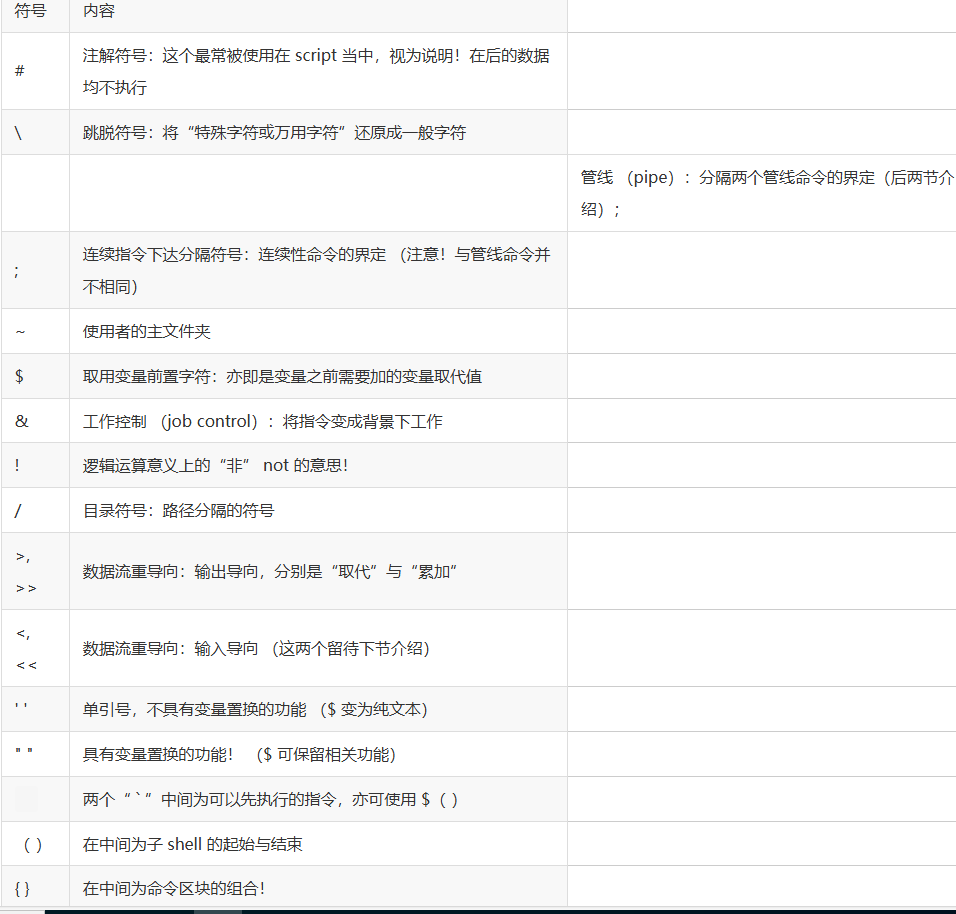 符号 内容
注解符号：这个最常被使用在 script 当中，视为说明！在后的数据
#
均不执行
\ 跳脱符号：将“特殊字符或万用字符”还原成一般字符
管线 （pipe）：分隔两个管线命令的界定（后两节介
绍）；
连续指令下达分隔符号：连续性命令的界定 （注意！与管线命令并
;
不相同）
~ 使用者的主文件夹
$ 取用变量前置字符：亦即是变量之前需要加的变量取代值
& 工作控制 （job control）：将指令变成背景下工作
! 逻辑运算意义上的“非” not 的意思！
/ 目录符号：路径分隔的符号
>,
数据流重导向：输出导向，分别是“取代”与“累加”
>>
<,
数据流重导向：输入导向 （这两个留待下节介绍）
<<
' ' 单引号，不具有变量置换的功能 （$ 变为纯文本）
" " 具有变量置换的功能！ （$ 可保留相关功能）
两个“ ` ”中间为可以先执行的指令，亦可使用 $（ ）
（ ） 在中间为子 shell 的起始与结束
{ } 在中间为命令区块的组合！